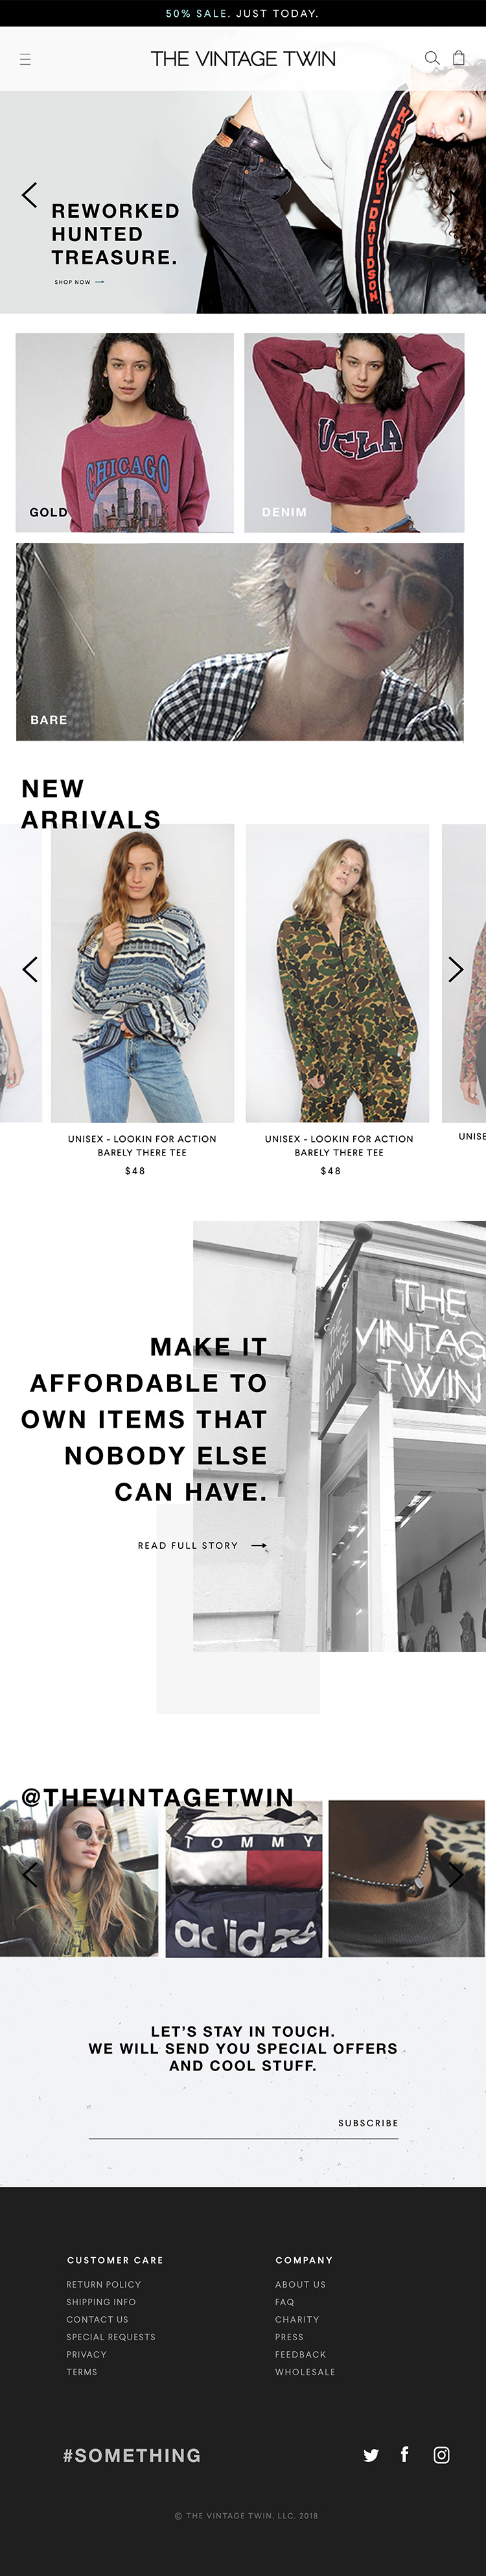 50% SALE. JUST TODAY.
THE VINTAGE TWIN
HARLEY-DAVIDSON
REWORKED
HUNTED
TREASURE.
SHOP NOW
CHICAGO
GOLD
UCLA
DENIM
BARE
NEW
ARRIVALS
UNISEX - LOOKIN FOR ACTION
BARELY THERE TEE
$48
UNISEX - LOOKIN FOR ACTION
BARELY THERE TEE
$48
UNISE
THE
VINTAG
TWIN
THE
VINTAGE
TWIN
MAKE IT
AFFORDABLE TO
OWN ITEMS THAT
NOBODY ELSE
CAN HAVE.
READ FULL STORY
@THEVINTAGETWIN
TOMMY
adidas
LET'S STAY IN TOUCH.
WE WILL SEND YOU SPECIAL OFFERS
AND COOL STUFF.
SUBSCRIBE
CUSTOMER CARE
RETURN POLICY
SHIPPING INFO
CONTACT US
SPECIAL REQUESTS
PRIVACY
TERMS
COMPANY
ABOUT US
FAQ
CHARITY
PRESS
FEEDBACK
WHOLESALE
#SOMETHING
© THE VINTAGE TWIN, LLC. 2018